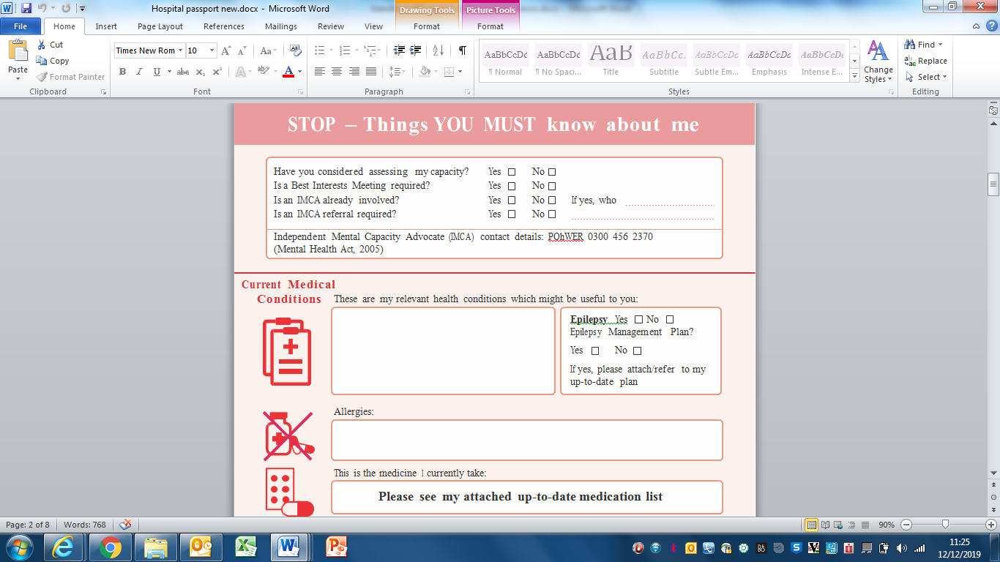 Hospital passport new.docx - Microsoft Word
Drawing Tools Picture Tools
File Home Insert Page Layout References Mailings Review View Format Format
Cut
Copy
Format Painter
Paste
Times New Rom 10
Find
Replace
Select
Change Styles
AaBbCcDc AaBbCcDc AaB AaBbCc. AaBbCcDc AaBbCcDc AaBbCcDc
¶ Normal ¶ No Spaci... Title Subtitle Subtle Em... Emphasis Intense E...
Clipboard Font Paragraph Styles Editing
STOP – Things YOU MUST know about me
Have you considered assessing my capacity? Yes No
Is a Best Interests Meeting required? Yes No
Is an IMCA already involved? Yes No If yes, who
Is an IMCA referral required? Yes No
Independent Mental Capacity Advocate (IMCA) contact details: POhWER 0300 456 2370
(Mental Health Act, 2005)
Current Medical
Conditions
These are my relevant health conditions which might be useful to you:
Epilepsy Yes No
Epilepsy Management Plan?
Yes No
If yes, please attach/refer to my
up-to-date plan
Allergies:
This is the medicine I currently take:
Please see my attached up-to-date medication list
Page: 2 of 8 Words: 768 90%
11:25
12/12/2019